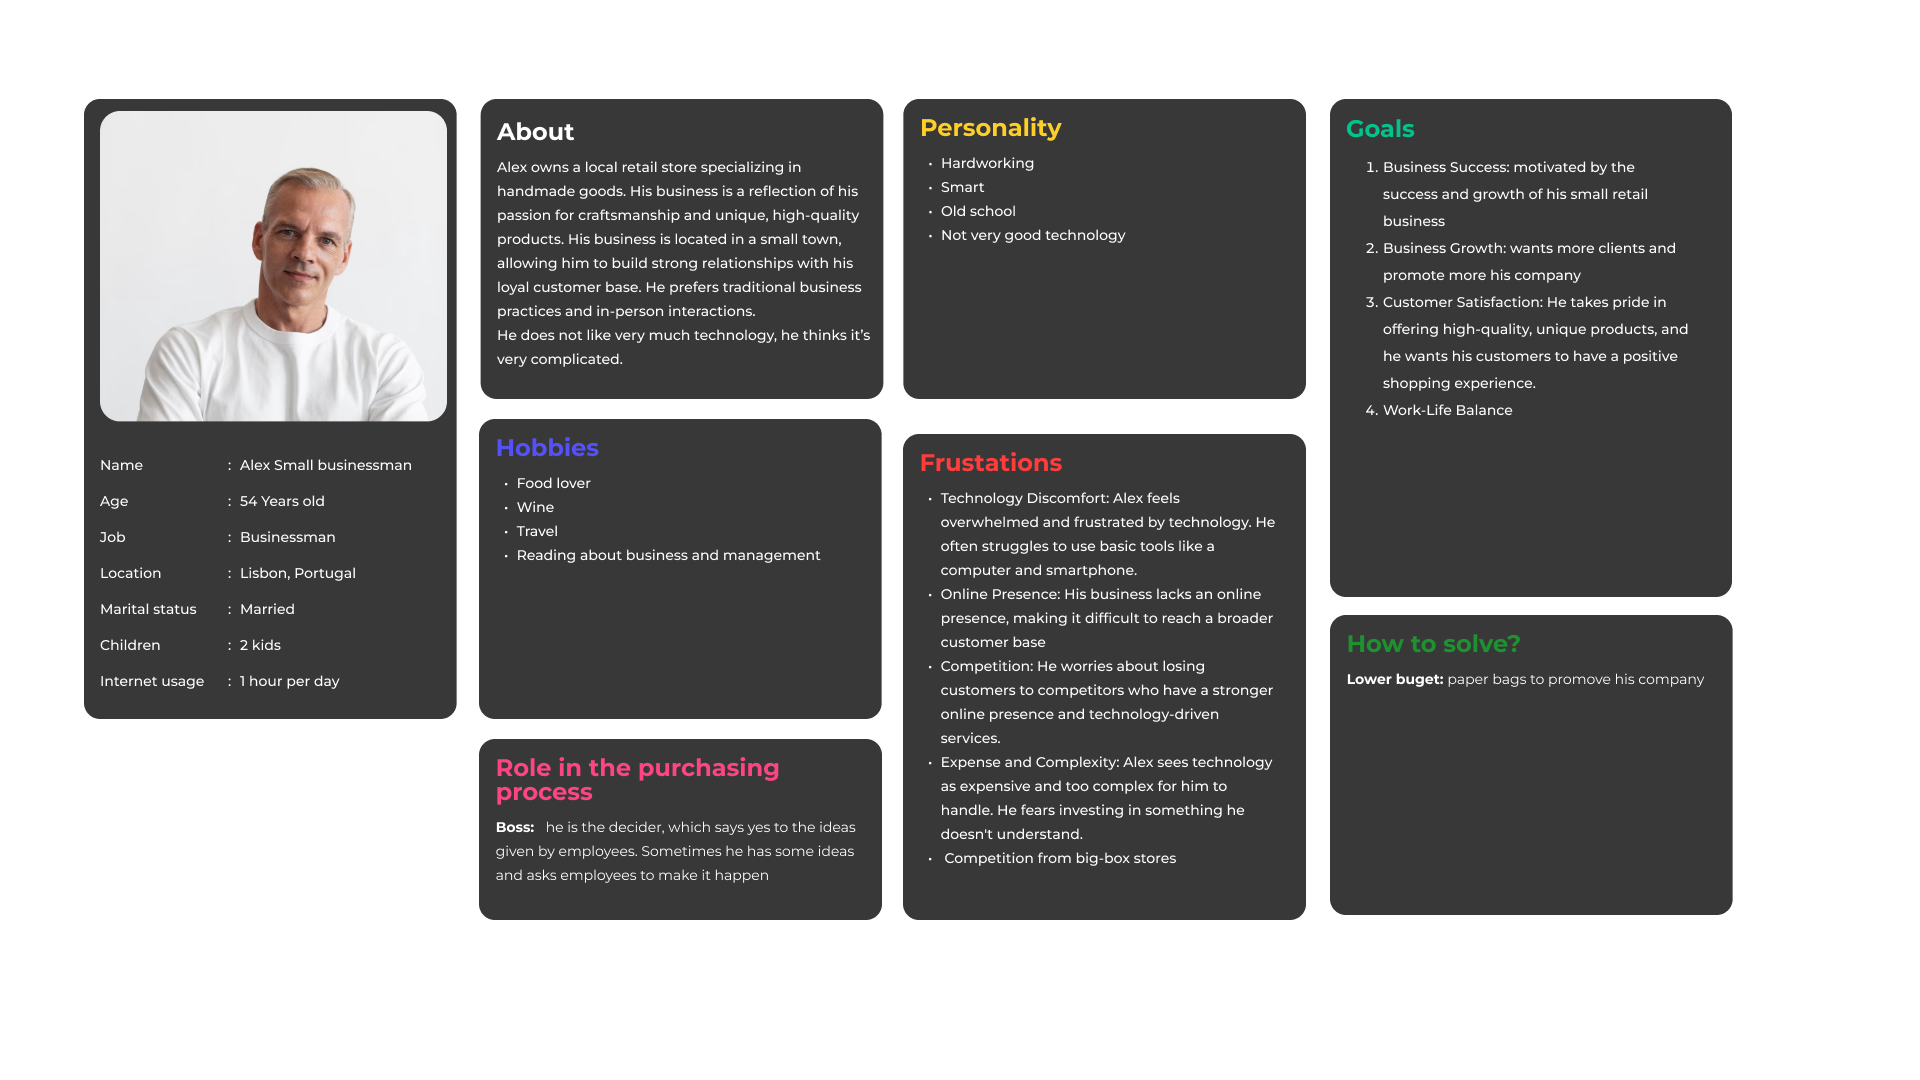 Name : Alex Small businessman
Age : 54 Years old
Job : Businessman
Location : Lisbon, Portugal
Marital status : Married
Children : 2 kids
Internet usage : 1 hour per day
About
Alex owns a local retail store specializing in
handmade goods. His business is a reflection of his
passion for craftsmanship and unique, high-quality
products. His business is located in a small town,
allowing him to build strong relationships with his
loyal customer base. He prefers traditional business
practices and in-person interactions.
He does not like very much technology, he thinks it’s
very complicated.
Hobbies
• Food lover
• Wine
• Travel
• Reading about business and management
Role in the purchasing
process
Boss: he is the decider, which says yes to the ideas
given by employees. Sometimes he has some ideas
and asks employees to make it happen
Personality
• Hardworking
• Smart
• Old school
• Not very good technology
Frustations
• Technology Discomfort: Alex feels
overwhelmed and frustrated by technology. He
often struggles to use basic tools like a
computer and smartphone.
• Online Presence: His business lacks an online
presence, making it difficult to reach a broader
customer base
• Competition: He worries about losing
customers to competitors who have a stronger
online presence and technology-driven
services.
• Expense and Complexity: Alex sees technology
as expensive and too complex for him to
handle. He fears investing in something he
doesn't understand.
• Competition from big-box stores
Goals
1. Business Success: motivated by the
success and growth of his small retail
business
2. Business Growth: wants more clients and
promote more his company
3. Customer Satisfaction: He takes pride in
offering high-quality, unique products, and
he wants his customers to have a positive
shopping experience.
4. Work-Life Balance
How to solve?
Lower buget: paper bags to promove his company